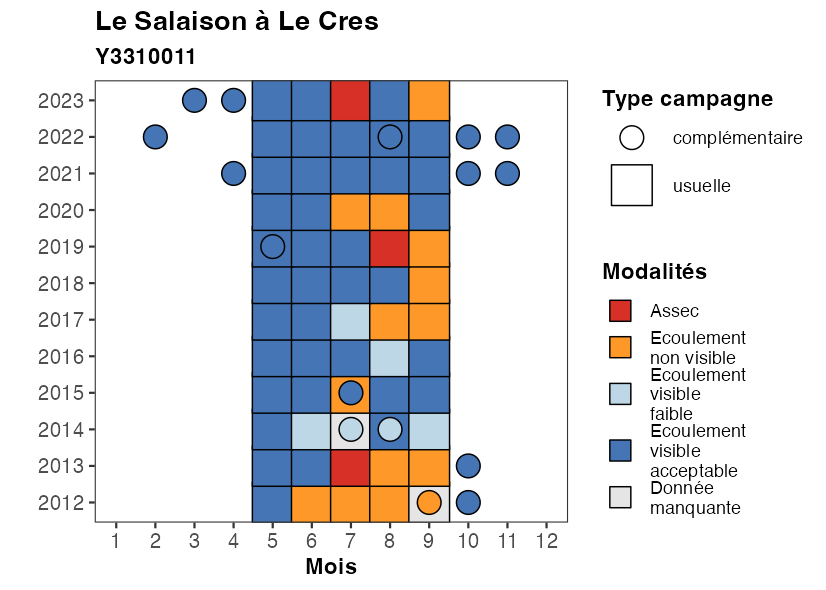 Le Salaison à Le Cres
Y3310011
2023
2022
2021
2020
2019
2018
2017
2016
2015
2014
2013
2012
1 2 3 4 5 6 7 8 9 10 11 12
Mois
Type campagne
complémentaire
usuelle
Modalités
Assec
Ecoulement
non visible
Ecoulement
visible
faible
Ecoulement
visible
acceptable
Donnée
manquante